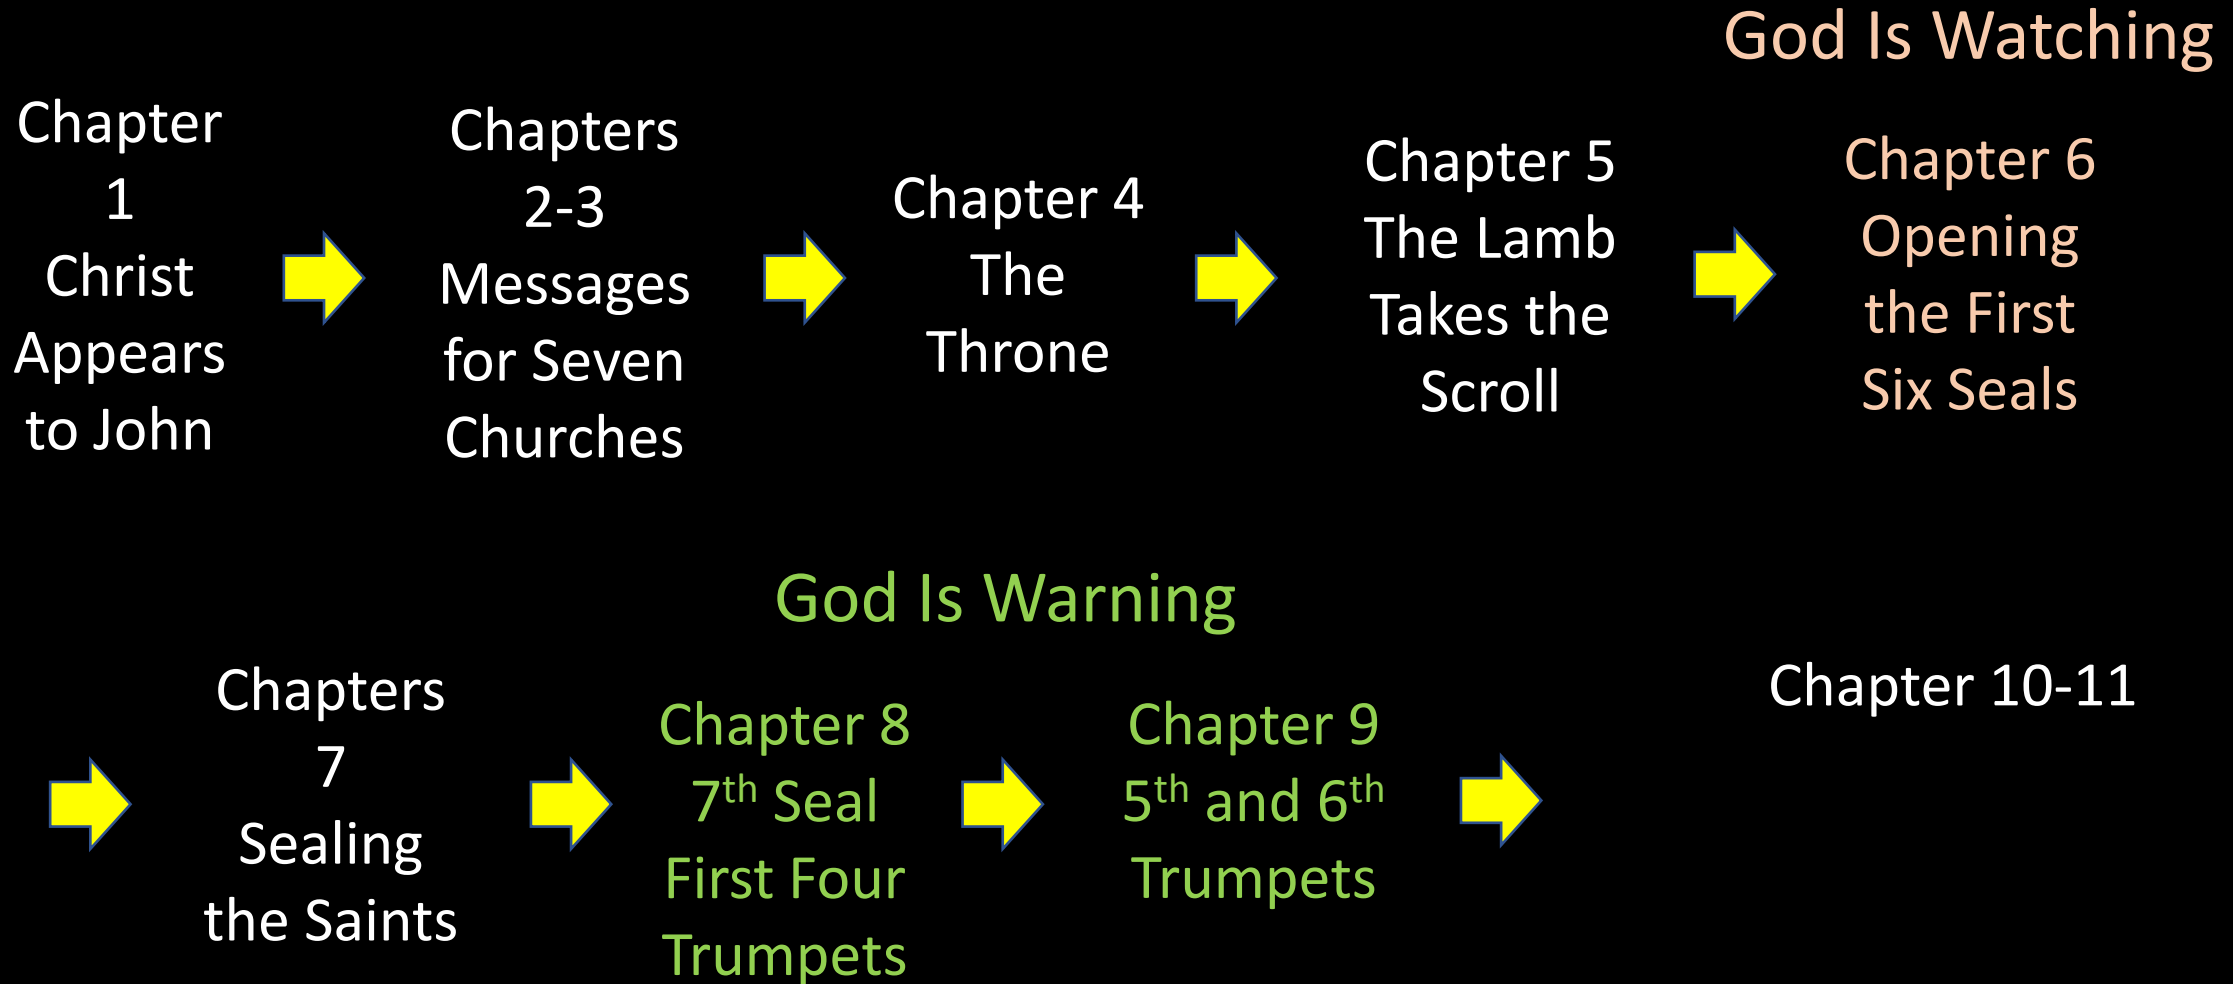 God Is Watching
Chapter
1
Christ
Appears
to John
Chapters
2-3
Messages
for Seven
Churches
Chapter 4
The
Throne
Chapter 5
The Lamb
Takes the
Scroll
Chapter 6
Opening
the First
Six Seals
God Is Warning
Chapters
7
Sealing
the Saints
Chapter 8
7th Seal
First Four
Trumpets
Chapter 9
5th and 6th
Trumpets
Chapter 10-11